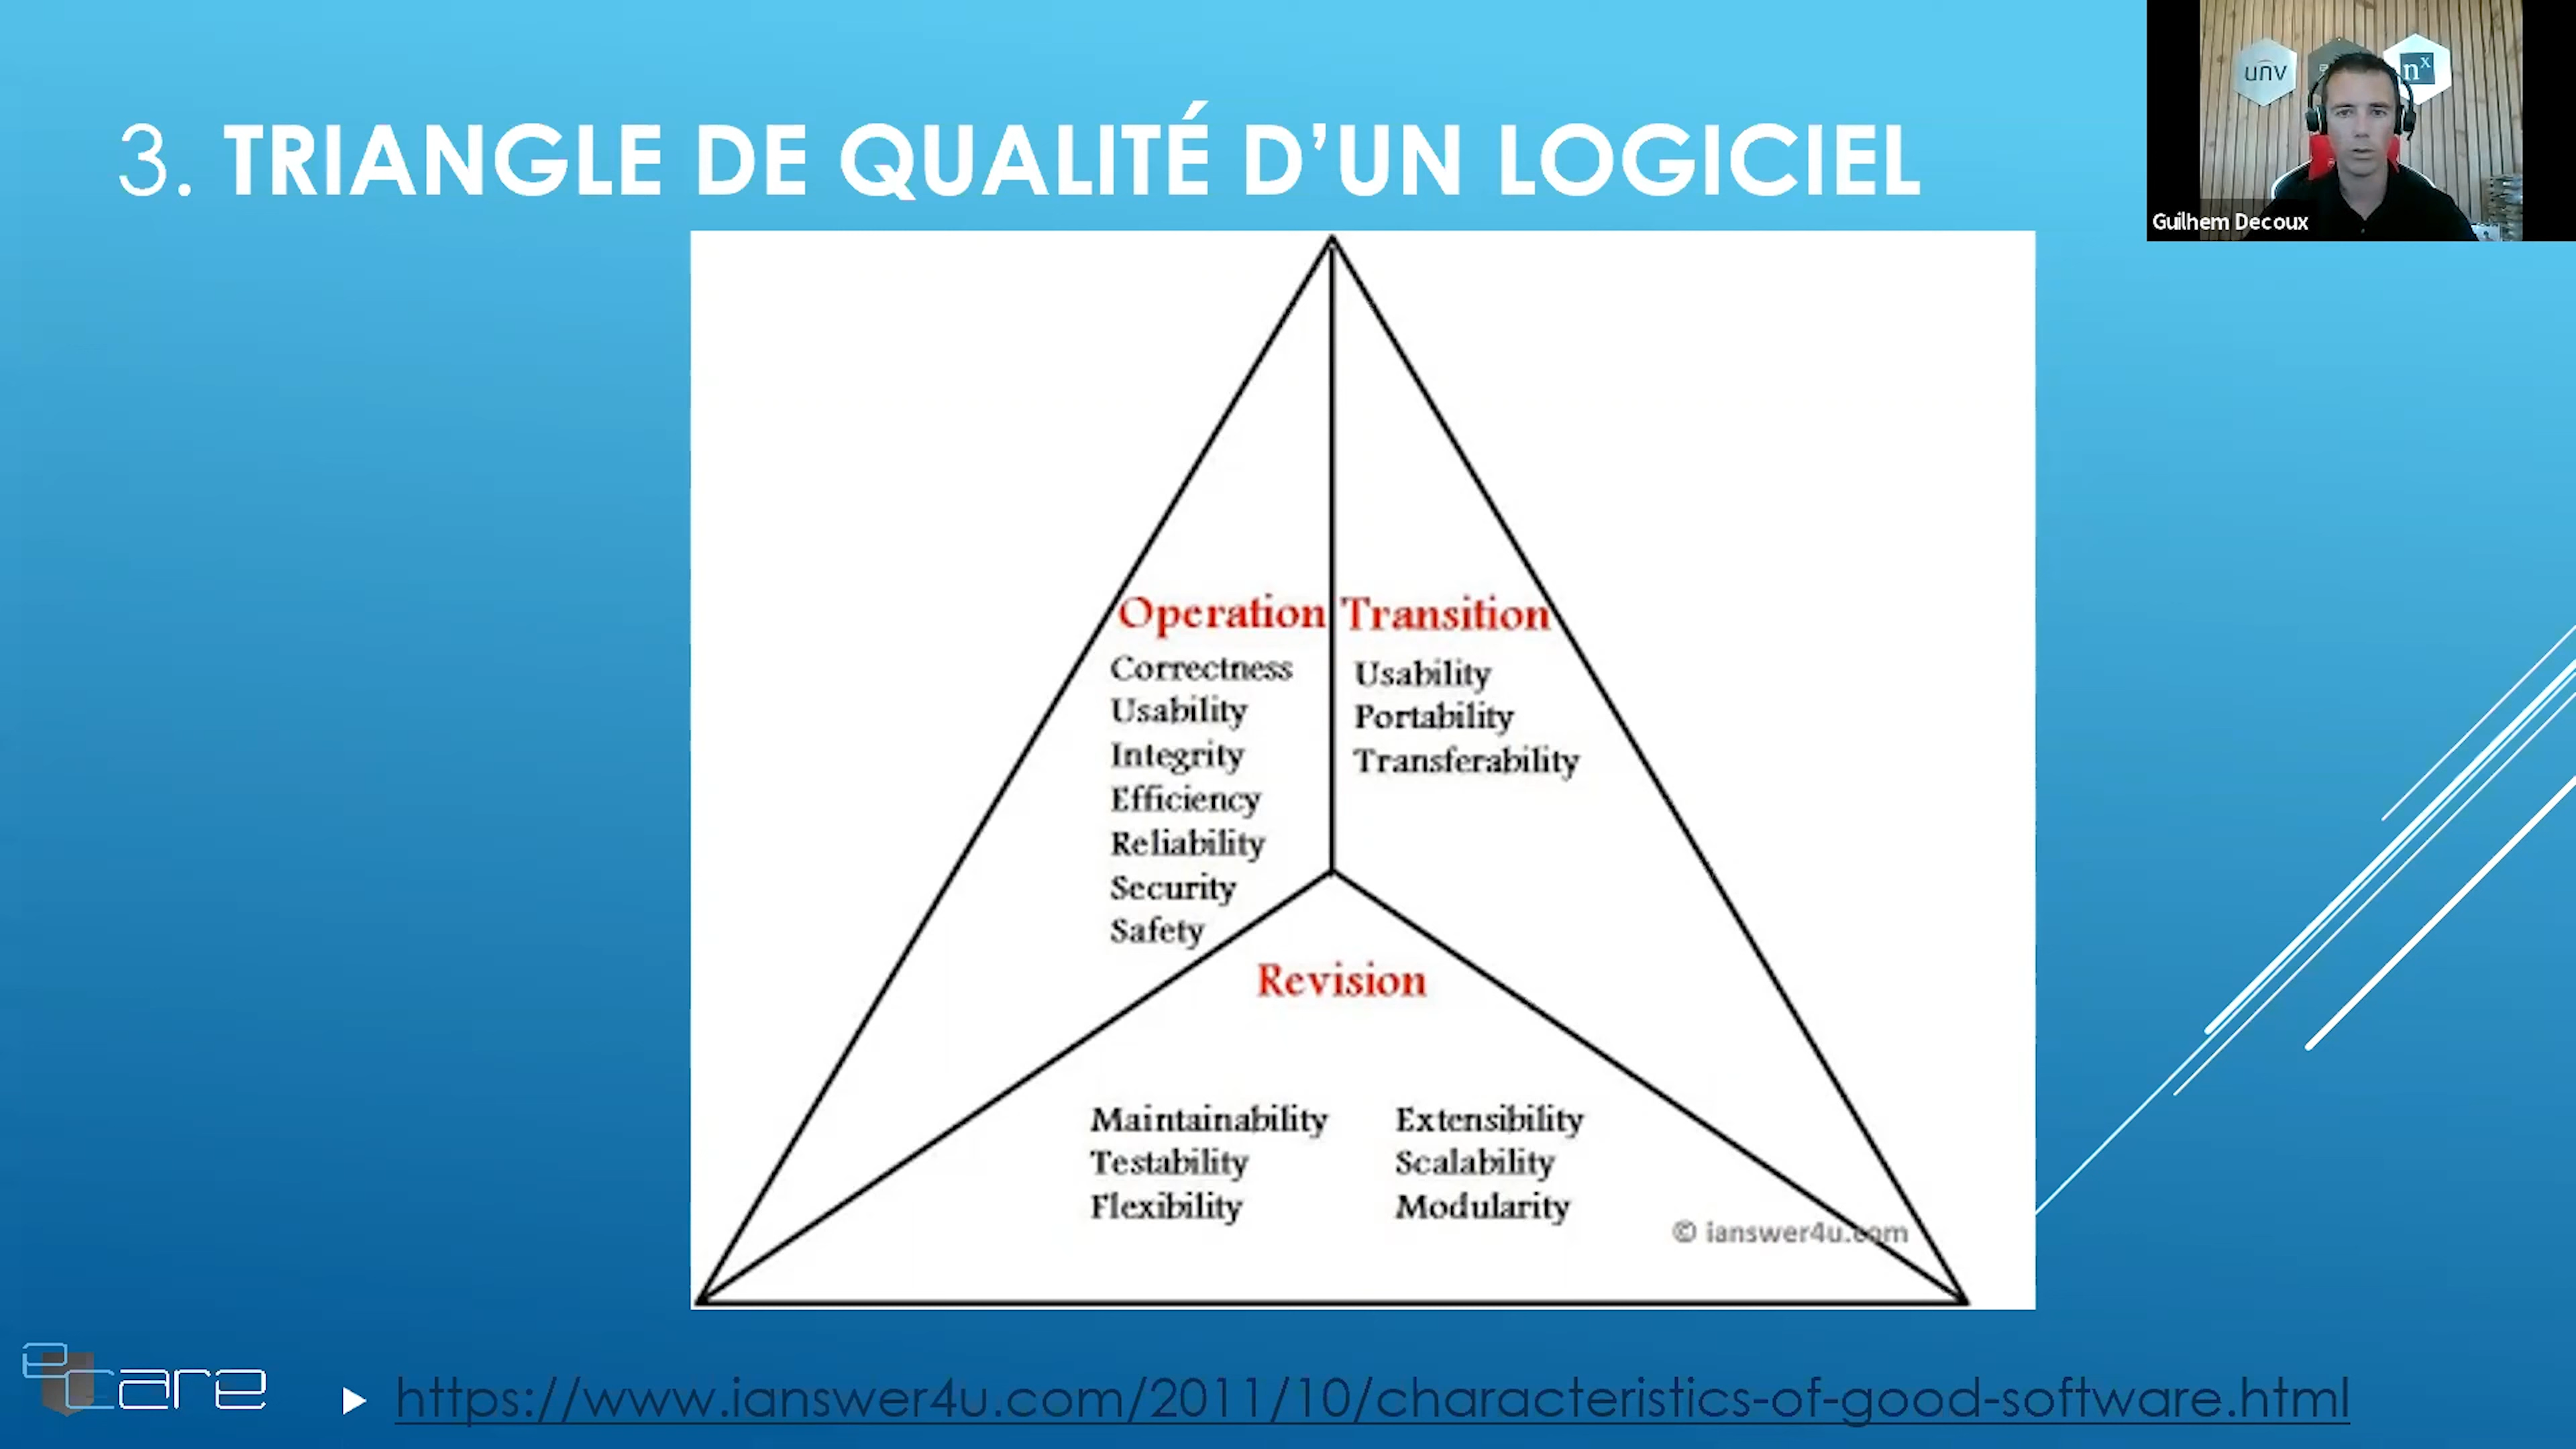 3. TRIANGLE DE QUALITÉ D’UN LOGICIEL
unv
nx
Guilhem Decoux
Operation
Correctness
Usability
Integrity
Efficiency
Reliability
Security
Safety
Transition
Usability
Portability
Transferability
Revision
Maintainability
Testability
Flexibility
Extensibility
Scalability
Modularity
© ianswer4u.com
ecare
https://www.ianswer4u.com/2011/10/characteristics-of-good-software.html